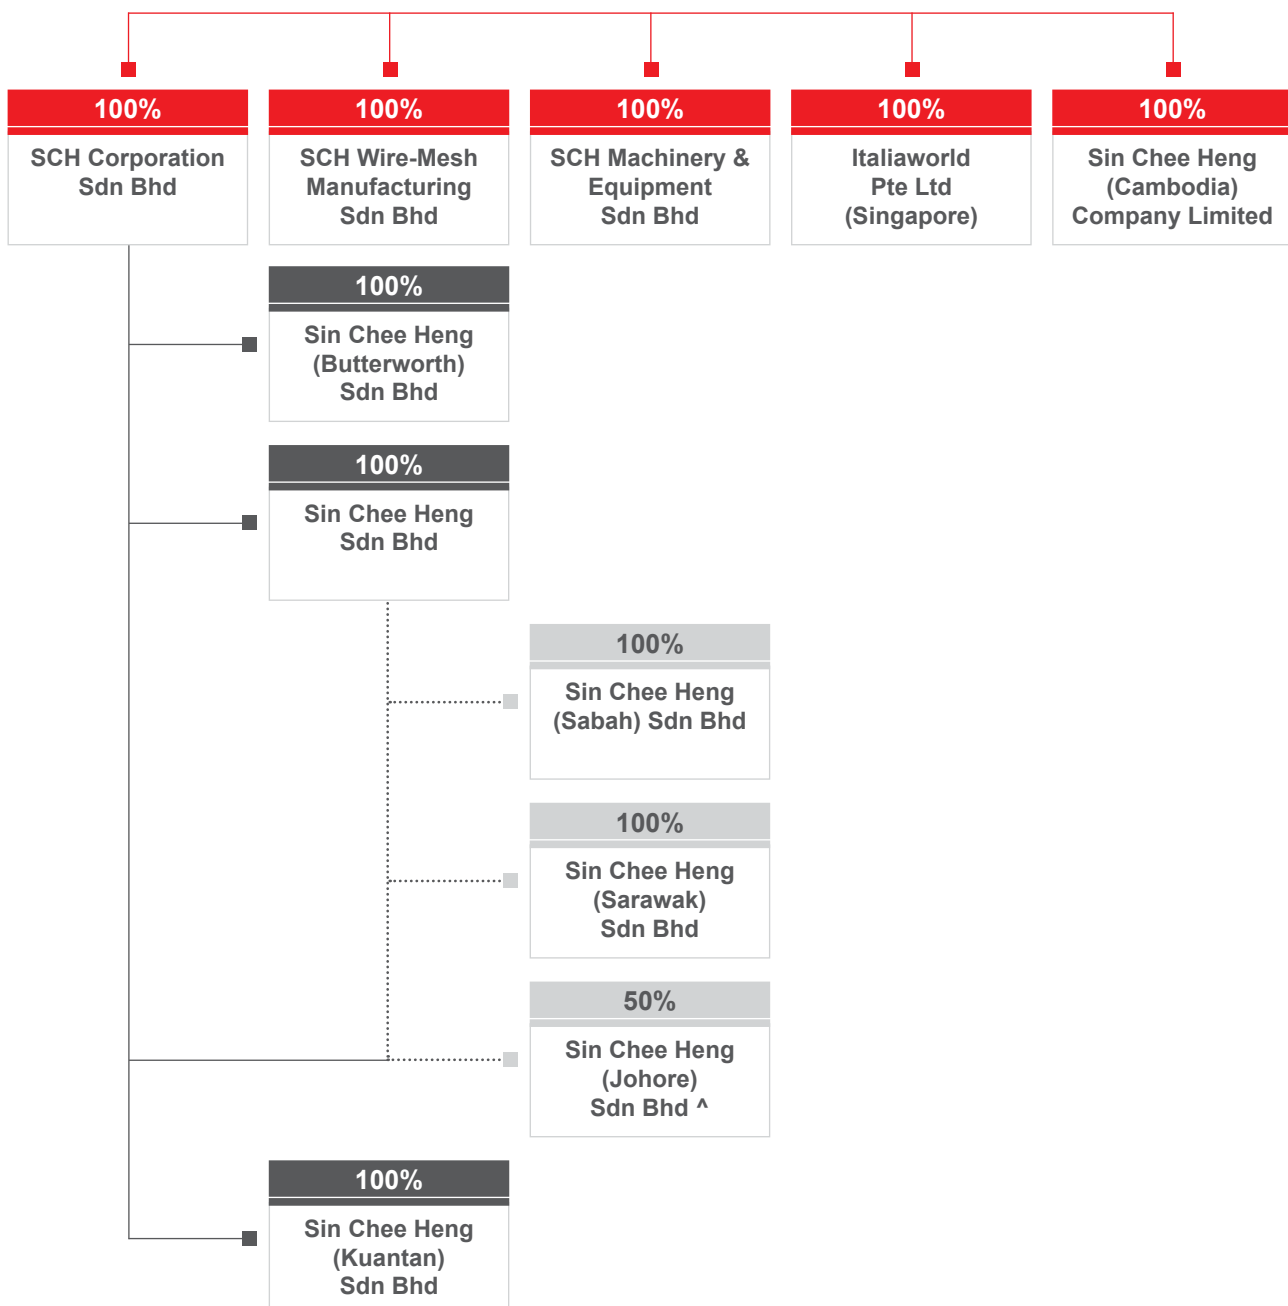 100%
SCH Corporation
Sdn Bhd
100%
SCH Wire-Mesh
Manufacturing
Sdn Bhd
100%
SCH Machinery &
Equipment
Sdn Bhd
100%
Italiaworld
Pte Ltd
(Singapore)
100%
Sin Chee Heng
(Cambodia)
Company Limited
100%
Sin Chee Heng
(Butterworth)
Sdn Bhd
100%
Sin Chee Heng
Sdn Bhd
100%
Sin Chee Heng
(Sabah) Sdn Bhd
100%
Sin Chee Heng
(Sarawak)
Sdn Bhd
50%
Sin Chee Heng
(Johore)
Sdn Bhd ^
100%
Sin Chee Heng
(Kuantan)
Sdn Bhd